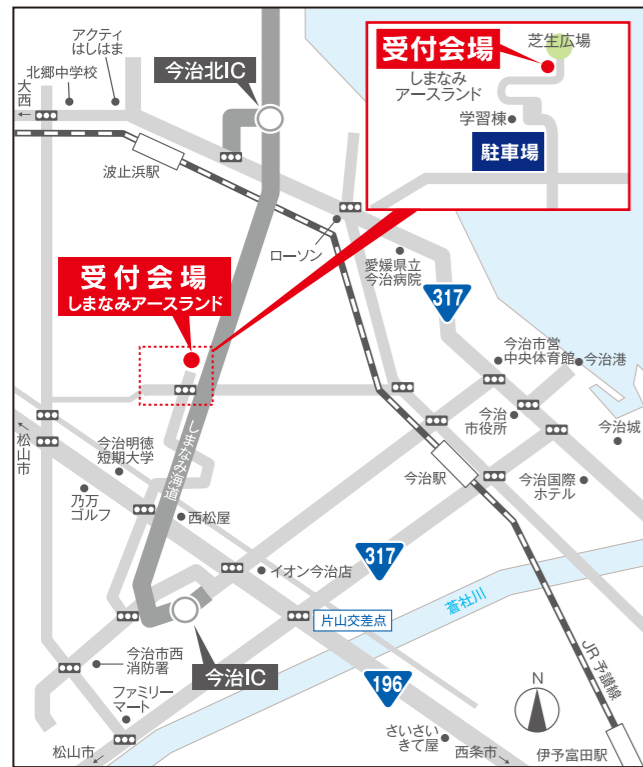 アクティ
はしはま
北郷中学校
大西
今治北IC
波止浜駅
受付会場
芝生広場
しまなみ
アースランド
学習棟
駐車場
ローソン
愛媛県立
今治病院
317
受付会場
しまなみアースランド
今治市営
中央体育館
今治港
今治
市役所
今治城
松山市
今治明徳
短期大学
しまなみ海道
今治駅
今治国際
ホテル
乃万
ゴルフ
西松屋
イオン今治店
317
蒼社川
片山交差点
今治市西
消防署
今治IC
196
JR予讃線
N
ファミリー
マート
さいさい
きて屋
松山市
西条市
伊予富田駅